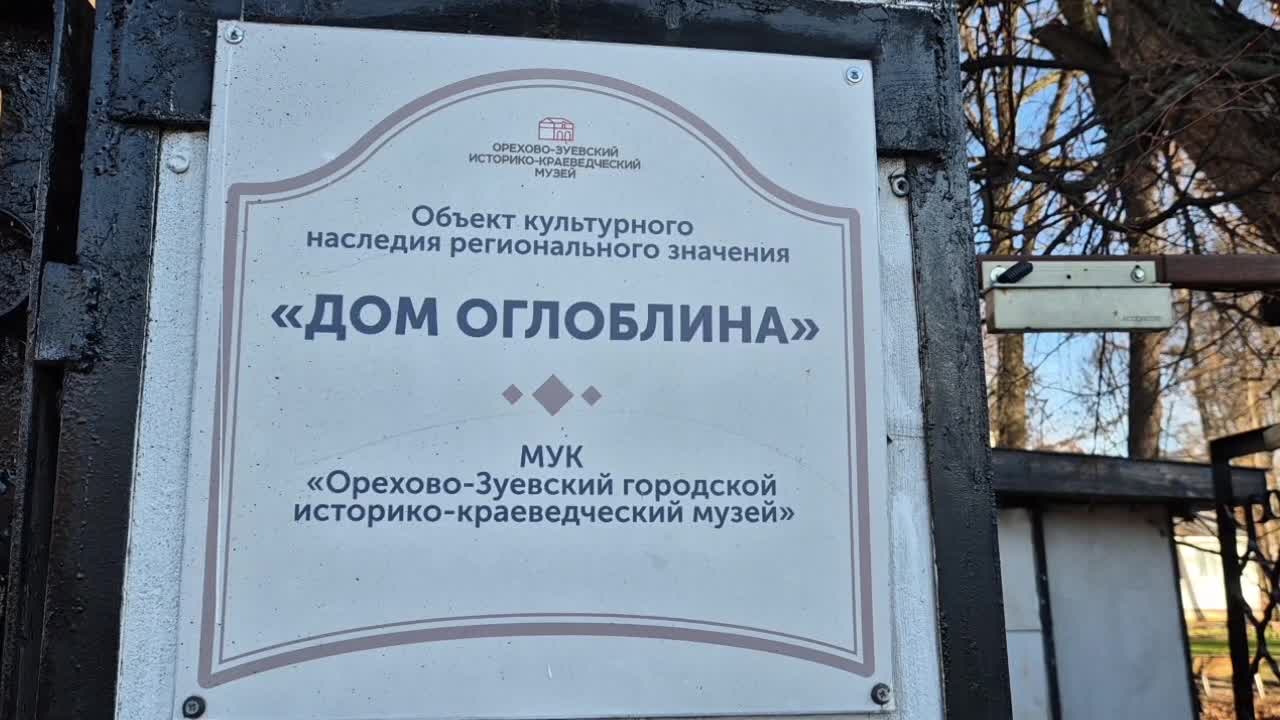 ОРЕХОВО-ЗУЕВСКИЙ
ИСТОРИКО-КРАЕВЕДЧЕСКИЙ
МУЗЕЙ
Объект культурного
наследия регионального значения
«ДОМ ОГЛОБЛИНА»
МУК
«Орехово-Зуевский городской
историко-краеведческий музей»